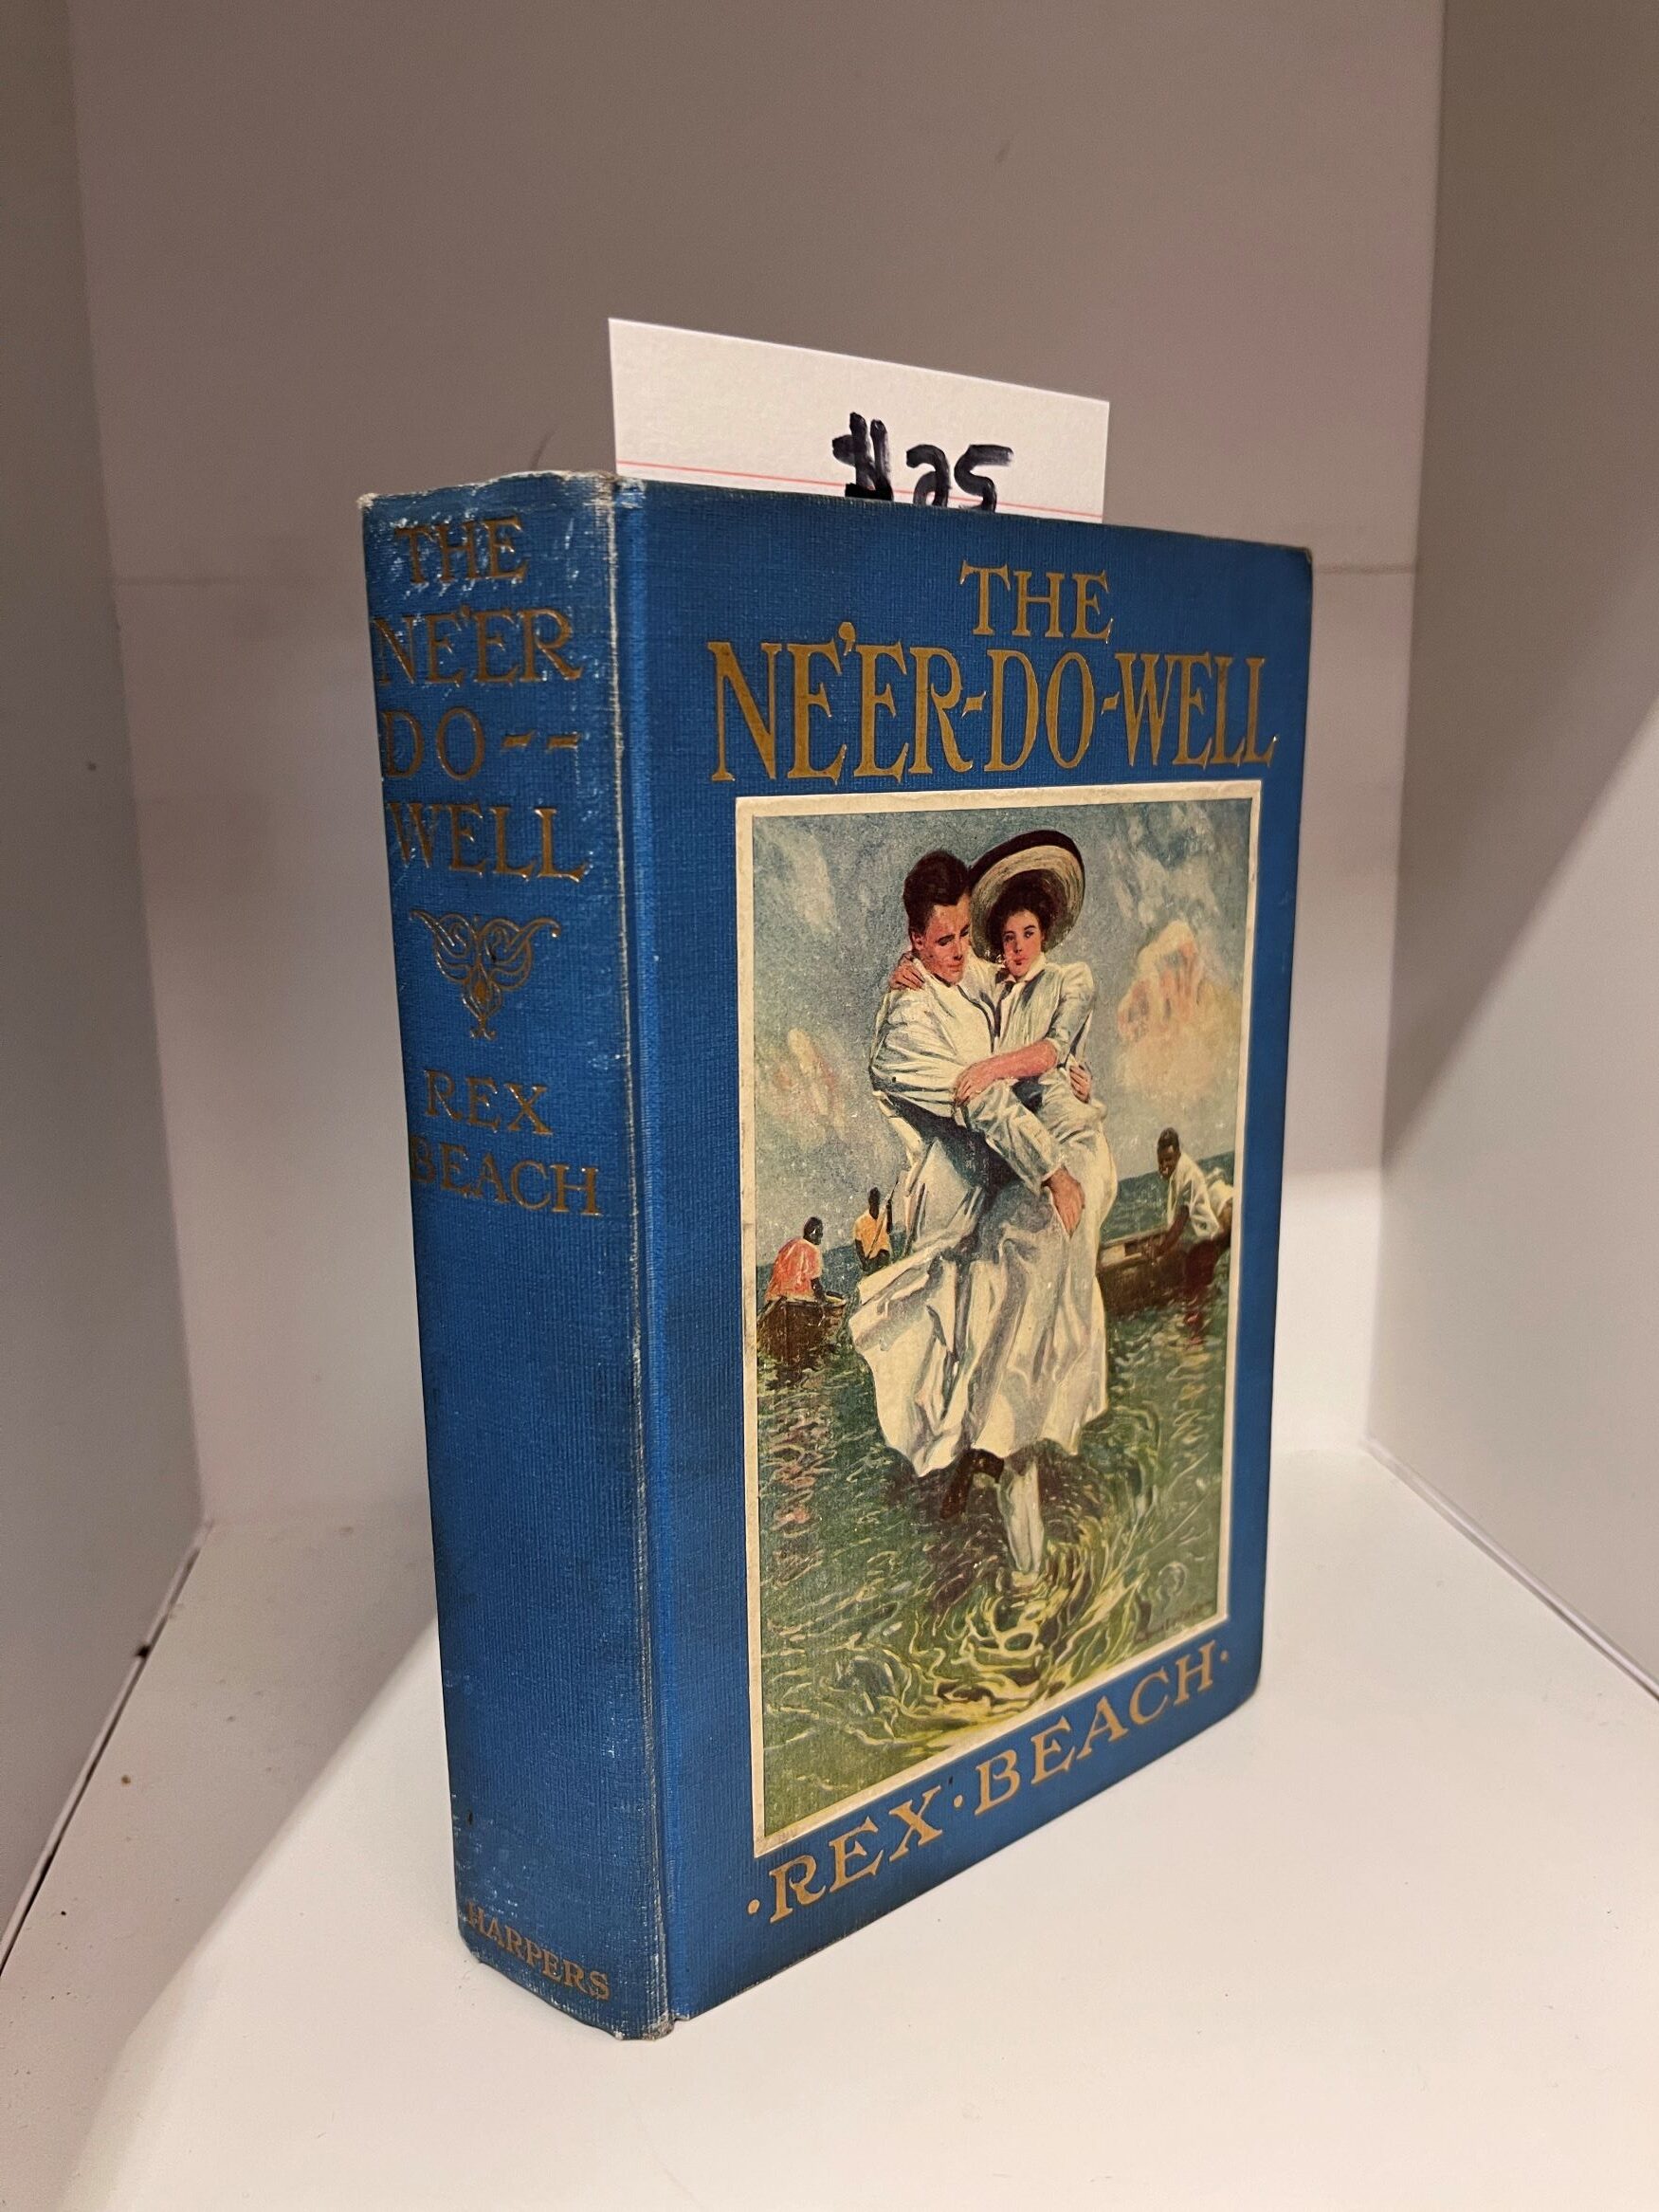 #25
THE
NE'ER
DO--
WELL
REX
BEACH
HARPERS
THE
NE'ER-DO-WELL
·REX·BEACH·